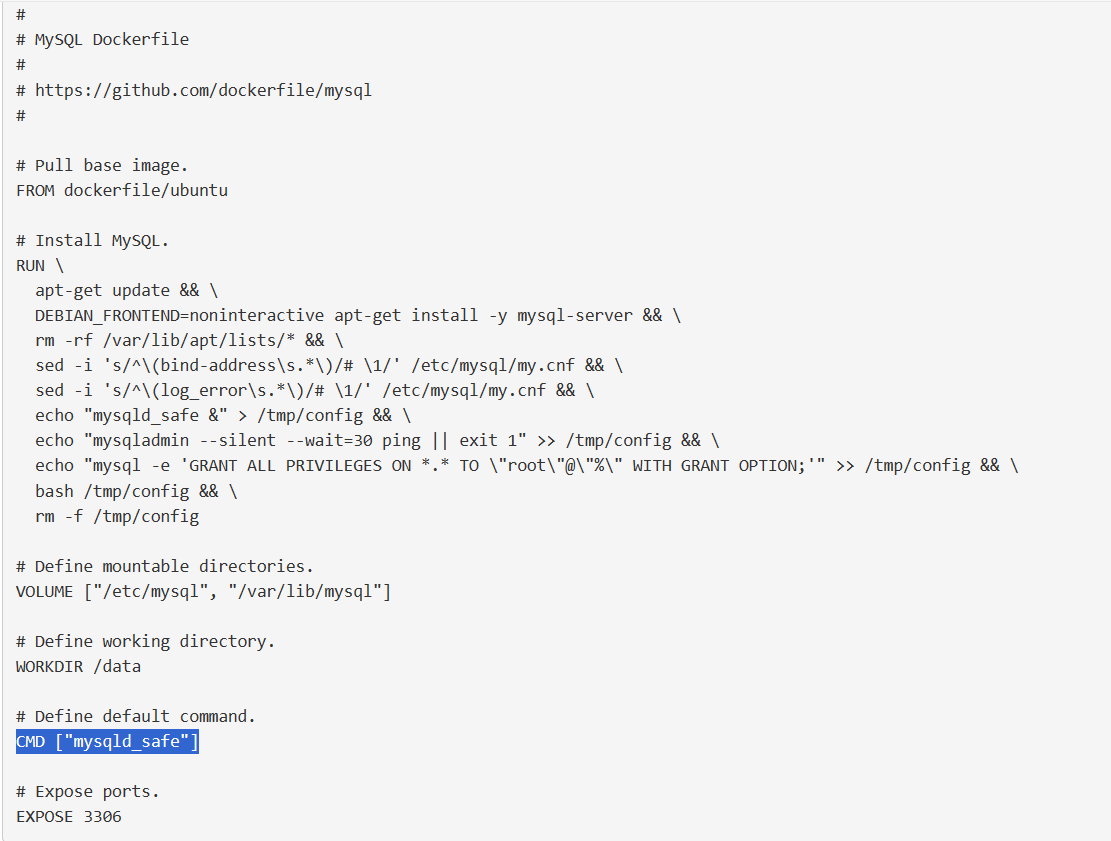 #
# MySQL Dockerfile
#
# https://github.com/dockerfile/mysql
#
# Pull base image.
FROM dockerfile/ubuntu
# Install MySQL.
RUN \
  apt-get update && \
  DEBIAN_FRONTEND=noninteractive apt-get install -y mysql-server && \
  rm -rf /var/lib/apt/lists/* && \
  sed -i 's/^\(bind-address\s.*\)/# \1/' /etc/mysql/my.cnf && \
  sed -i 's/^\(log_error\s.*\)/# \1/' /etc/mysql/my.cnf && \
  echo "mysqld_safe &" > /tmp/config && \
  echo "mysqladmin --silent --wait=30 ping || exit 1" >> /tmp/config && \
  echo "mysql -e 'GRANT ALL PRIVILEGES ON *.* TO \"root\"@\"%\" WITH GRANT OPTION;'" >> /tmp/config && \
  bash /tmp/config && \
  rm -f /tmp/config
# Define mountable directories.
VOLUME ["/etc/mysql", "/var/lib/mysql"]
# Define working directory.
WORKDIR /data
# Define default command.
CMD ["mysqld_safe"]
# Expose ports.
EXPOSE 3306